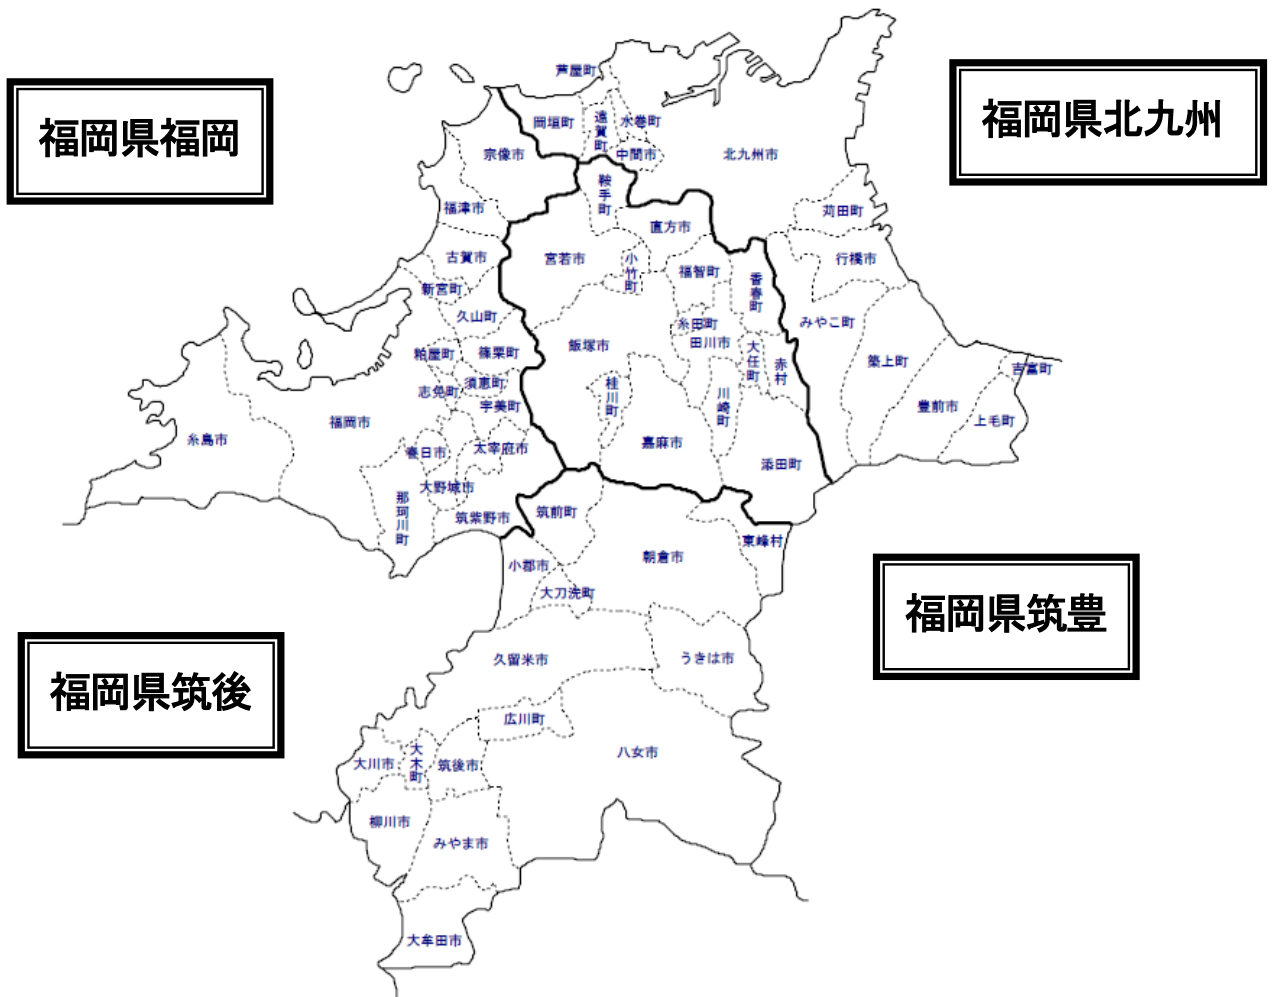 福岡県福岡
福岡県北九州
福岡県筑豊
福岡県筑後
芦屋町
岡垣町
遠賀町
水巻町
中間市
北九州市
宗像市
鞍手町
苅田町
福津市
直方市
古賀市
宮若市
小竹町
福智町
香春町
行橋市
新宮町
久山町
糸田町
みやこ町
粕屋町
篠栗町
飯塚市
田川市
大任町
赤村
築上町
吉富町
志免町
須恵町
宇美町
桂川町
川崎町
豊前市
上毛町
福岡市
糸島市
春日市
太宰府市
嘉麻市
添田町
大野城市
那珂川町
筑紫野市
筑前町
東峰村
小郡市
朝倉市
大刀洗町
久留米市
うきは市
広川町
八女市
大川市
大木町
筑後市
柳川市
みやま市
大牟田市